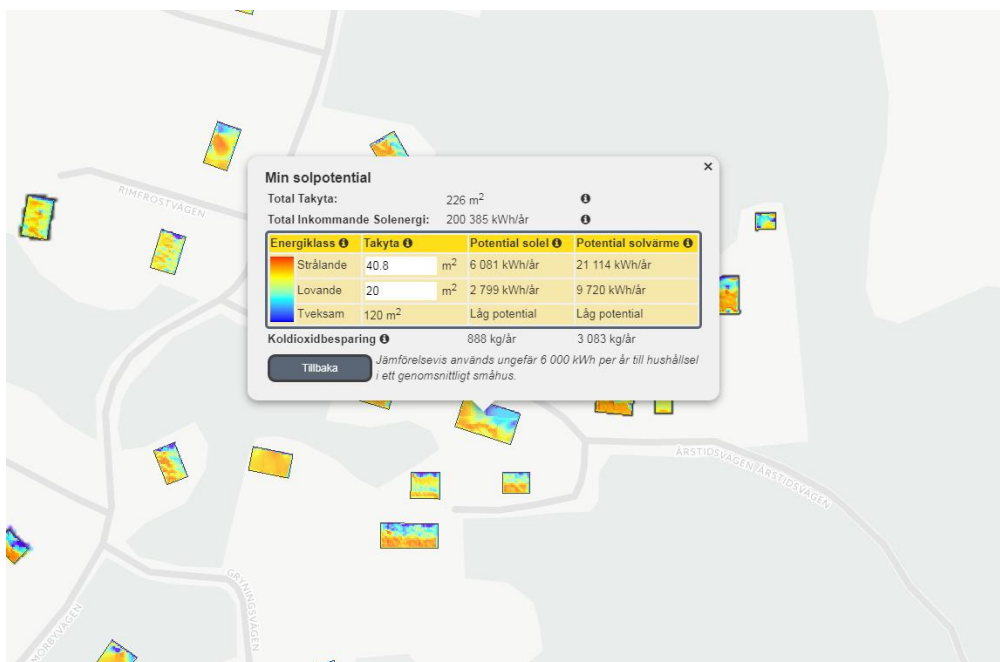 RIMFROSTVÄGEN
×
Min solpotential
Total Takyta: 226 m²
Total Inkommande Solenergi: 200 385 kWh/år
Energiklass Takyta Potential solel Potential solvärme
Strålande 40.8 m² 6 081 kWh/år 21 114 kWh/år
Lovande 20 m² 2 799 kWh/år 9 720 kWh/år
Tveksam 120 m² Låg potential Låg potential
Koldioxidbesparing 888 kg/år 3 083 kg/år
Tillbaka
Jämförelsevis används ungefär 6 000 kWh per år till hushållsel
i ett genomsnittligt småhus.
ÅRSTIDSVÄGEN ÅRSTIDSVÄGEN
GRYNINGSVÄGEN
MÖRBYVÄGEN